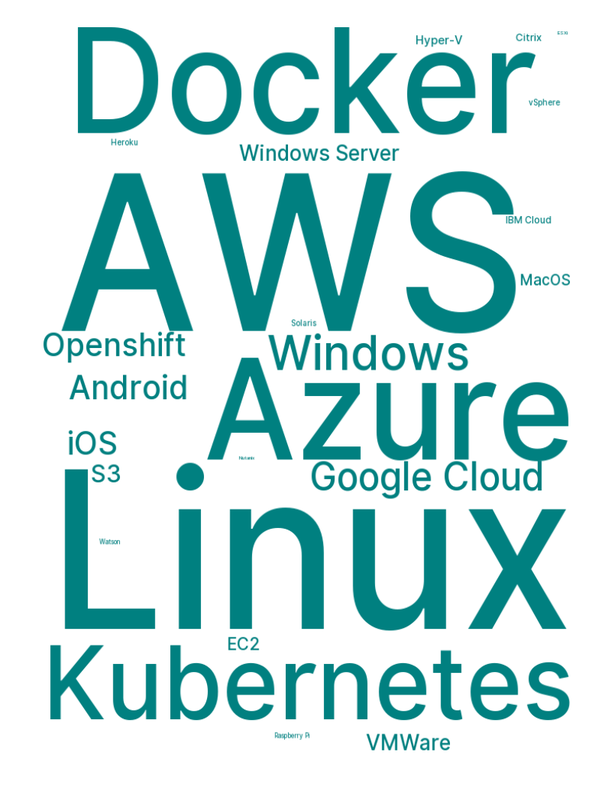 Docker
Hyper-V
Citrix
vSphere
Heroku
Windows Server
AWS
IBM Cloud
MacOS
Solaris
Openshift
Windows
Android
Azure
iOS
S3
Google Cloud
Linux
Watson
EC2
Kubernetes
Raspberry Pi
VMWare